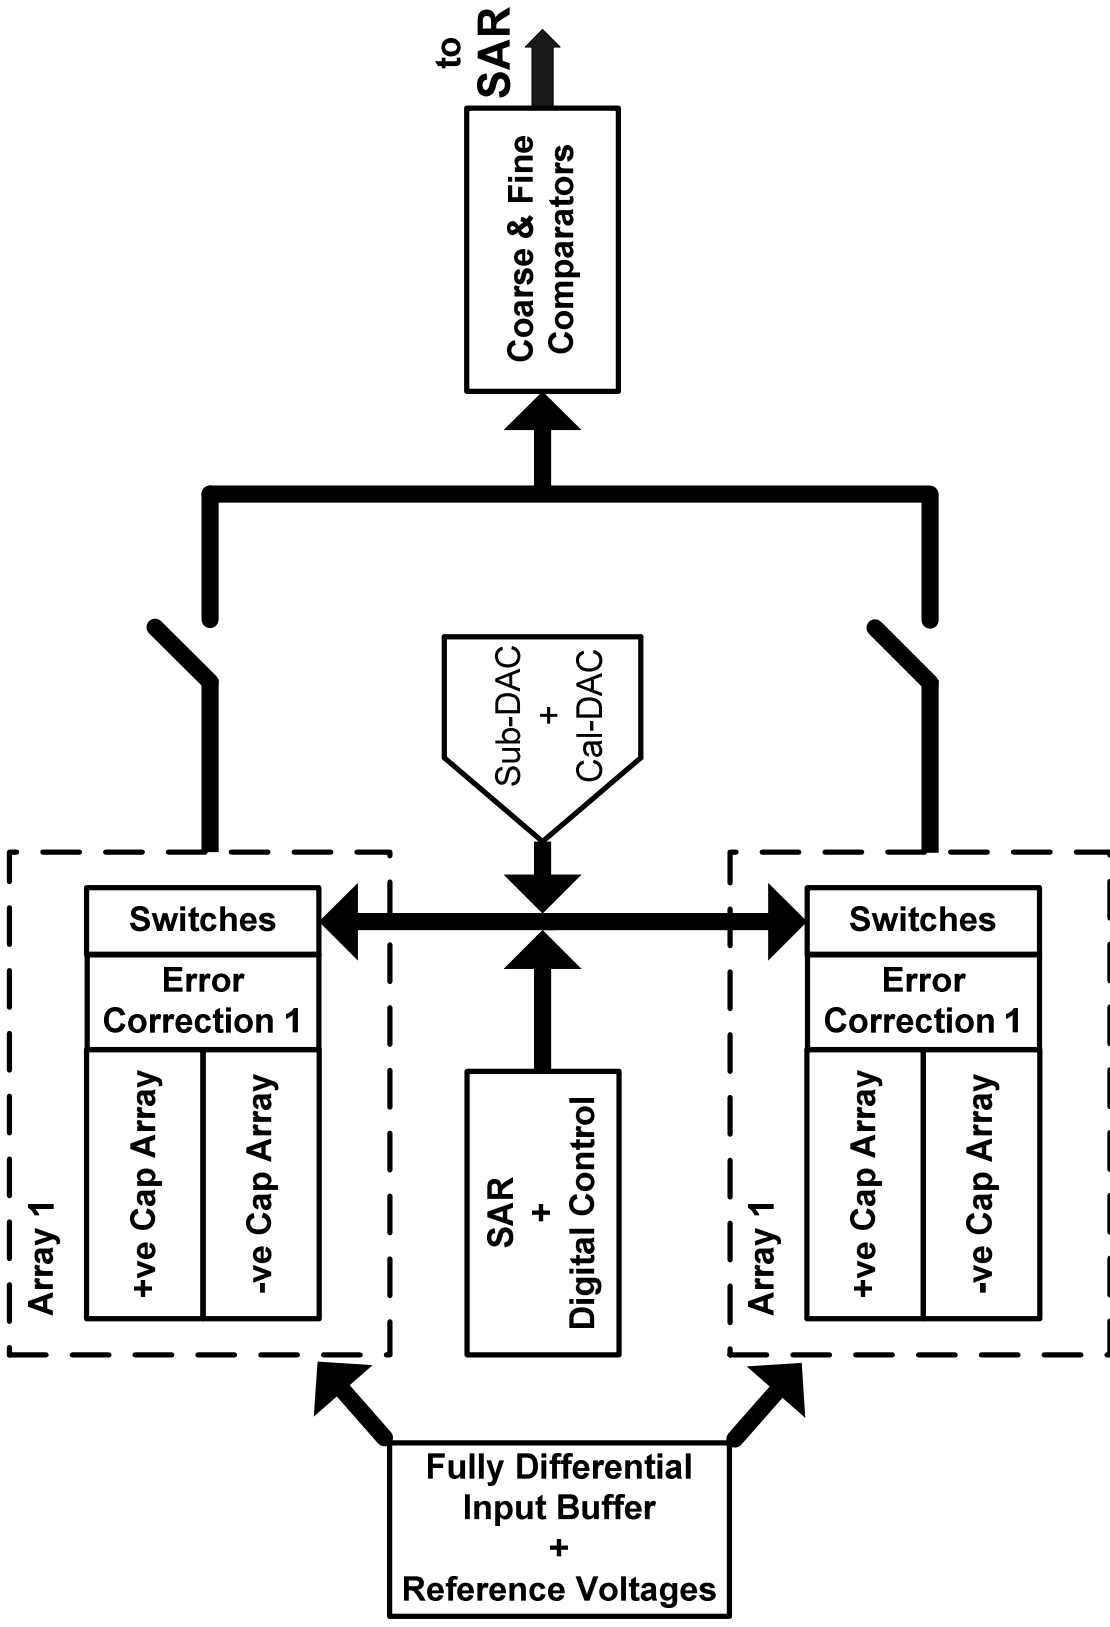 to
SAR
Coarse & Fine
Comparators
Sub-DAC
+
Cal-DAC
Switches
Error
Correction 1
+ve Cap Array
-ve Cap Array
Array 1
SAR
+
Digital Control
Switches
Error
Correction 1
+ve Cap Array
-ve Cap Array
Array 1
Fully Differential
Input Buffer
+
Reference Voltages